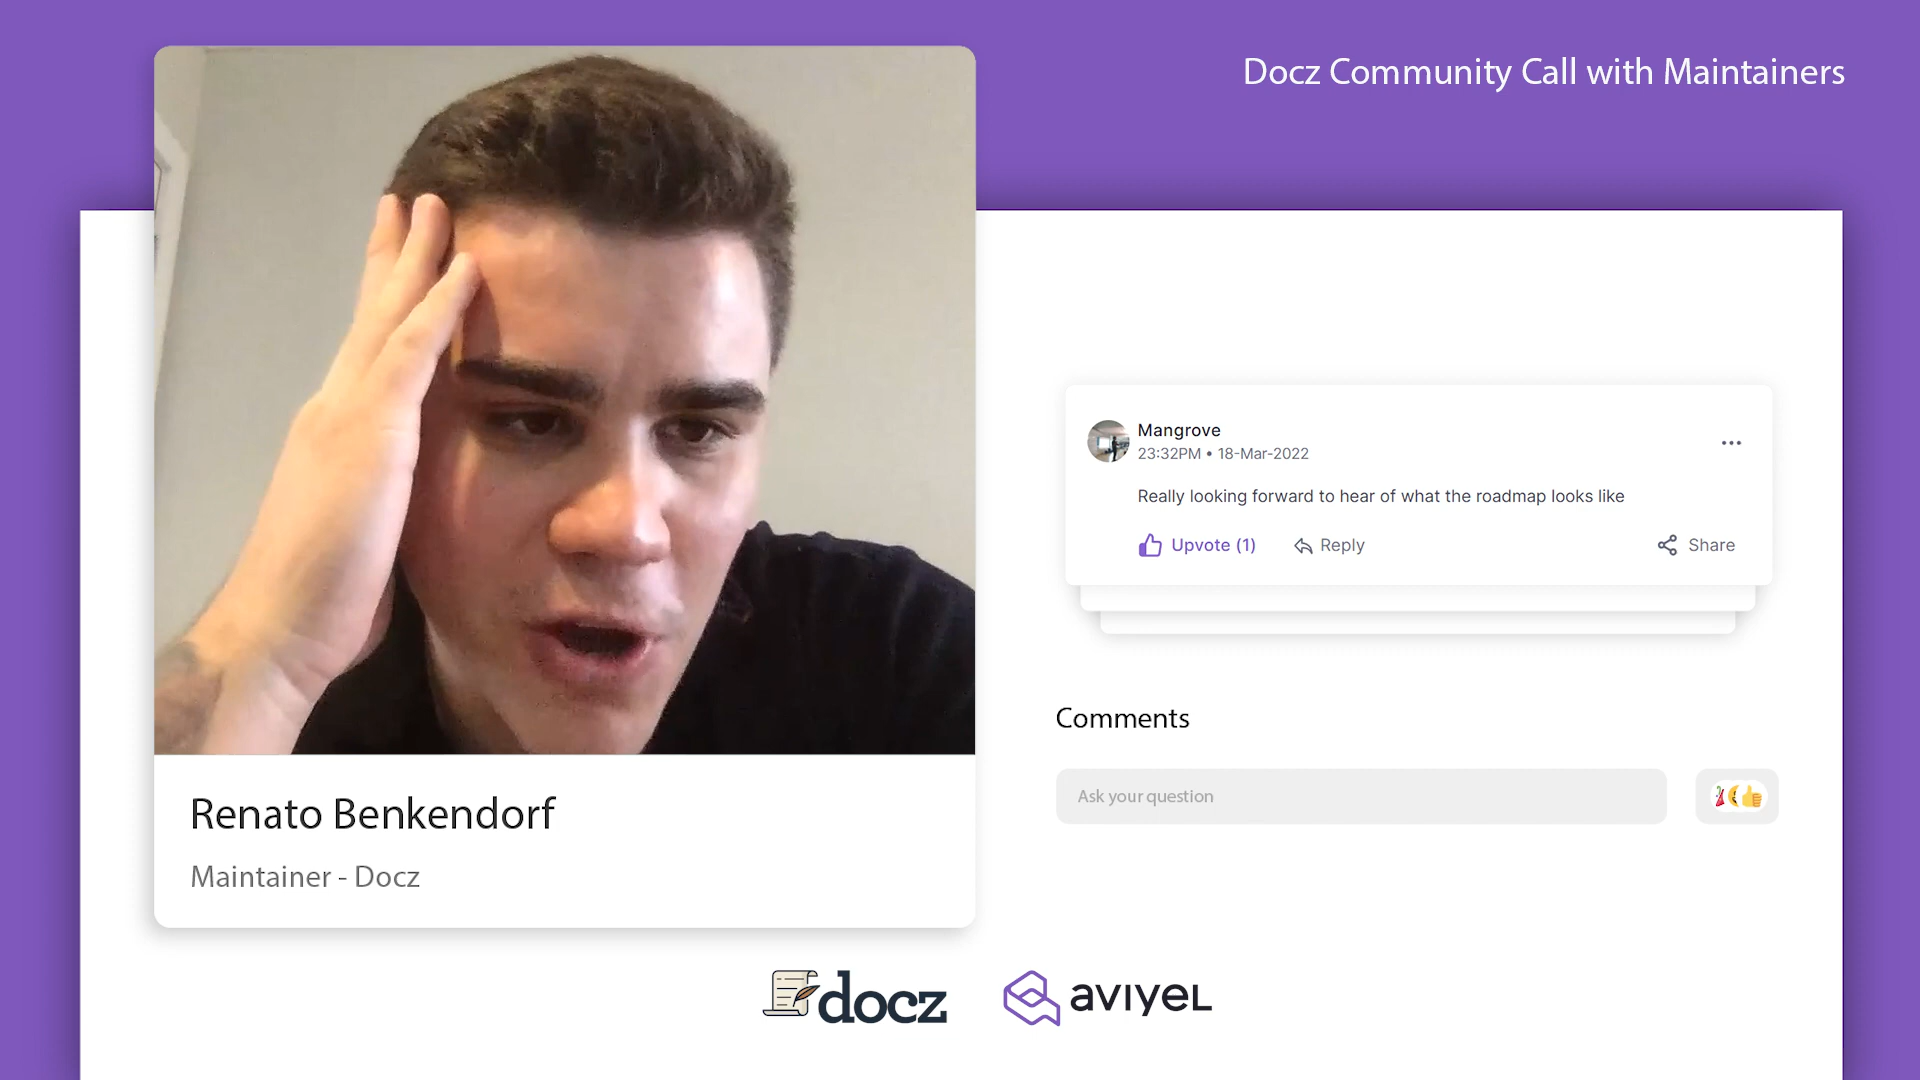 Docz Community Call with Maintainers
Mangrove
23:32PM • 18-Mar-2022
Really looking forward to hear of what the roadmap looks like
Upvote (1)
Reply
Share
Comments
Ask your question
Renato Benkendorf
Maintainer - Docz
docz
aviyel